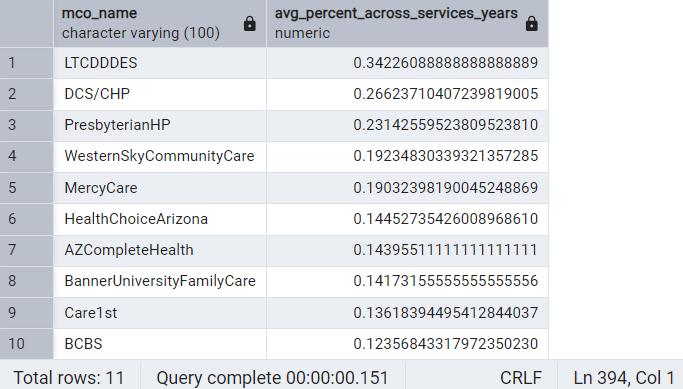 mco_name avg_percent_across_services_years
character varying (100) numeric
1 LTCDDDES 0.34226088888888888889
2 DCS/CHP 0.26623710407239819005
3 PresbyterianHP 0.23142559523809523810
4 WesternSkyCommunityCare 0.19234830339321357285
5 MercyCare 0.19032398190045248869
6 HealthChoiceArizona 0.14452735426008968610
7 AZCompleteHealth 0.14395511111111111111
8 BannerUniversityFamilyCare 0.14173155555555555556
9 Care1st 0.13618394495412844037
10 BCBS 0.12356843317972350230
Total rows: 11 Query complete 00:00:00.151 CRLF Ln 394, Col 1